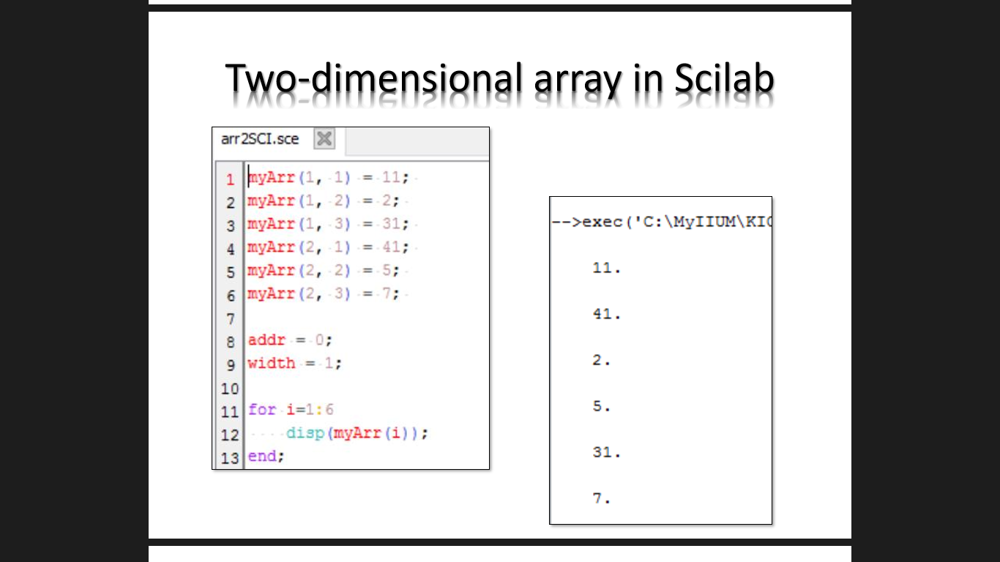 Two-dimensional array in Scilab
arr2SCI.sce
1 myArr(1, 1) = 11;
2 myArr(1, 2) = 2;
3 myArr(1, 3) = 31;
4 myArr(2, 1) = 41;
5 myArr(2, 2) = 5;
6 myArr(2, 3) = 7;
7
8 addr = 0;
9 width = 1;
10
11 for i=1:6
12 disp(myArr(i));
13 end;
-->exec('C:\MyIIUM\KI
11.
41.
2.
5.
31.
7.